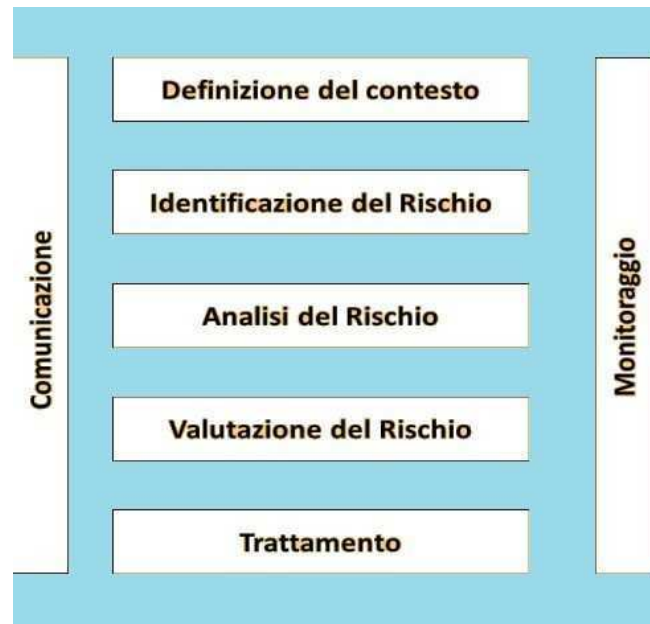 Comunicazione
Definizione del contesto
Identificazione del Rischio
Analisi del Rischio
Valutazione del Rischio
Trattamento
Monitoraggio